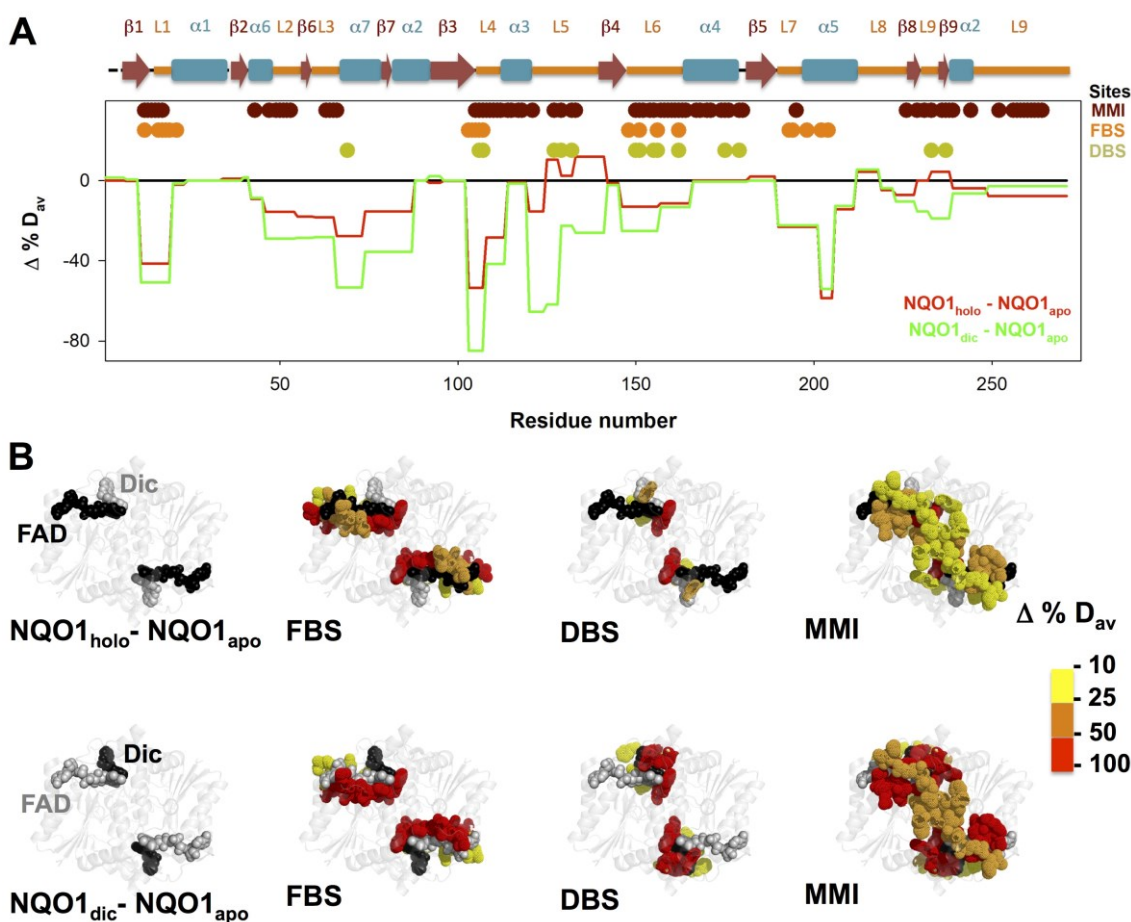 A
β1 L1 α1 β2 α6 L2 β6 L3 α7 β7 α2 β3 L4 α3 L5 β4 L6 α4 β5 L7 α5 L8 β8 L9 β9 α2 L9
Sites
MMI
FBS
DBS
0
-40
-80
Δ % Dav
NQO1holo - NQO1apo
NQO1dic - NQO1apo
50 100 150 200 250
Residue number
B
Dic
FAD
NQO1holo- NQO1apo
FBS
DBS
MMI
Δ % Dav
- 10
- 25
- 50
- 100
Dic
FAD
NQO1dic- NQO1apo
FBS
DBS
MMI